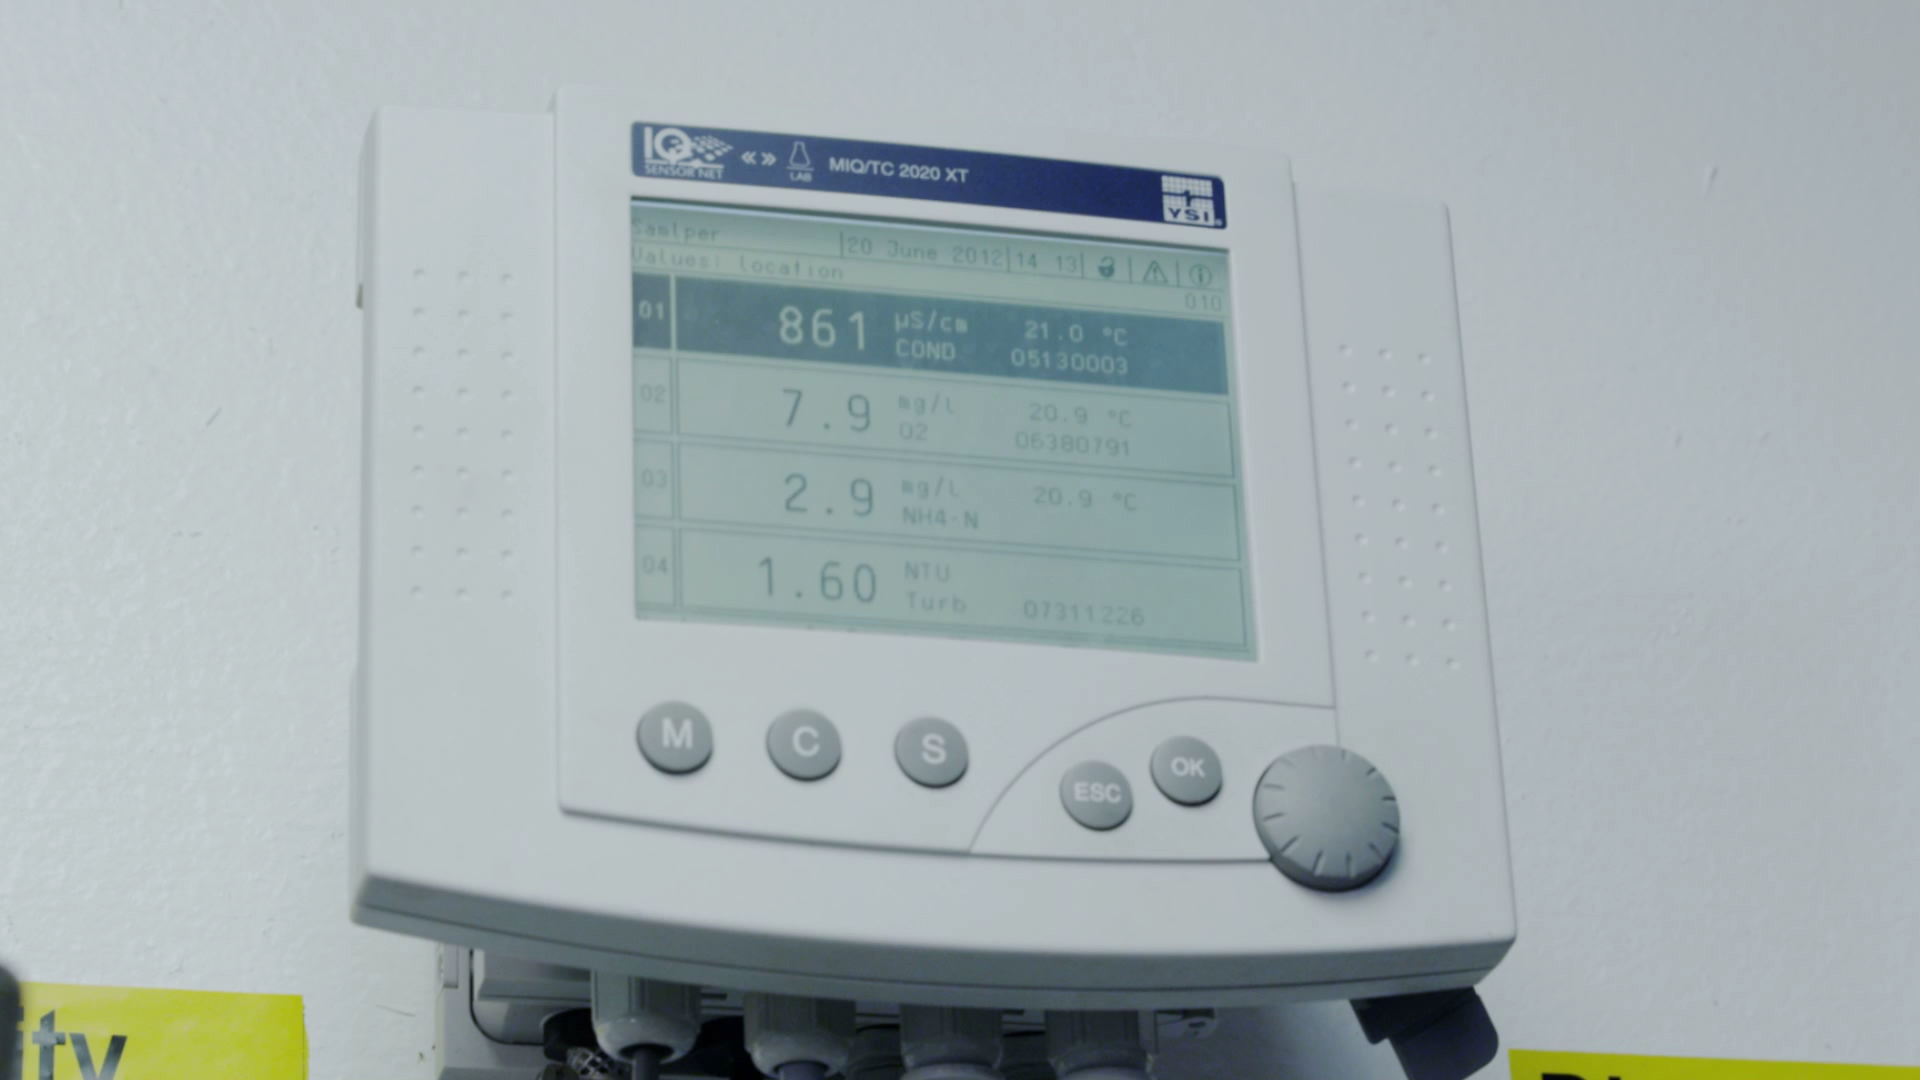 IQ
SENSOR NET
« »
LAB
MIQ/TC 2020 XT
YSI
Samlper
20 June 2012
14 13
Values: location
010
01
861
µS/cm
21.0 °C
COND
05130003
02
7.9
mg/l
20.9 °C
O2
06380791
03
2.9
mg/l
20.9 °C
NH4-N
04
1.60
NTU
Turb
07311226
M
C
S
ESC
OK
ity